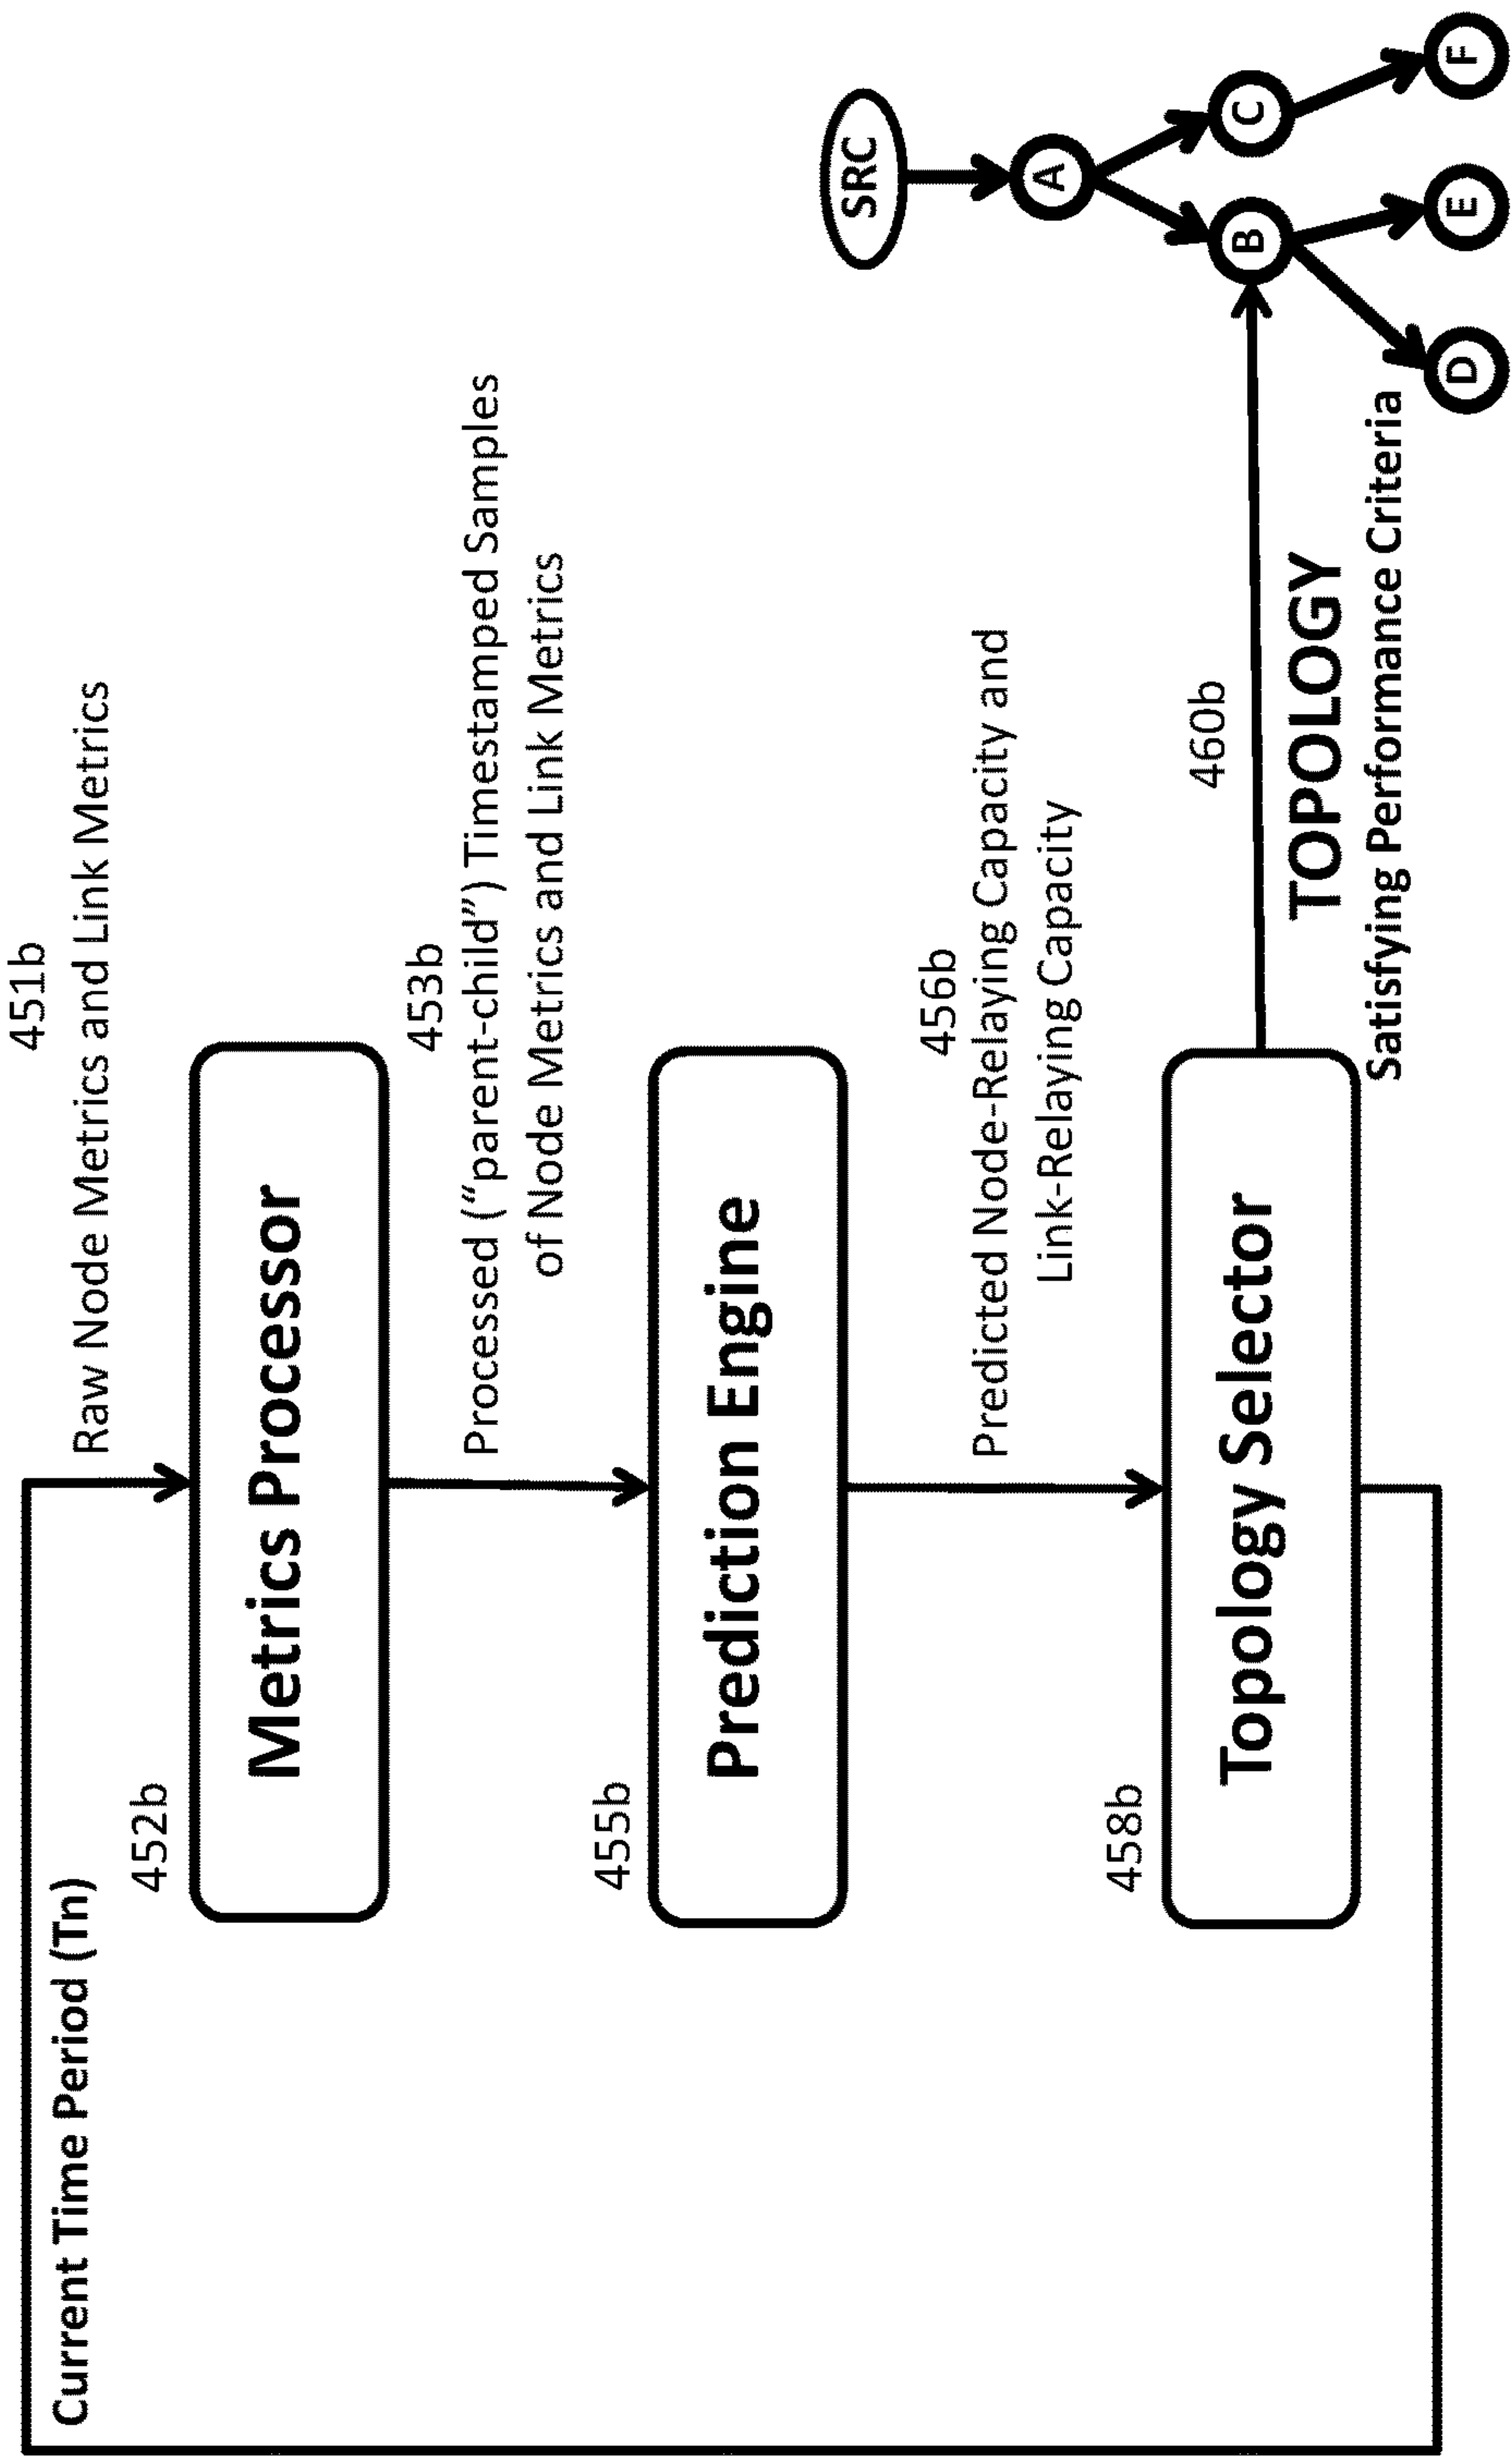 Current Time Period (Tn)
451b
Raw Node Metrics and Link Metrics
452b
Metrics Processor
453b
Processed (“parent-child”) Timestamped Samples
of Node Metrics and Link Metrics
455b
Prediction Engine
456b
Predicted Node-Relaying Capacity and
Link-Relaying Capacity
458b
Topology Selector
460b
TOPOLOGY
Satisfying Performance Criteria
SRC
A
B
C
D
E
F